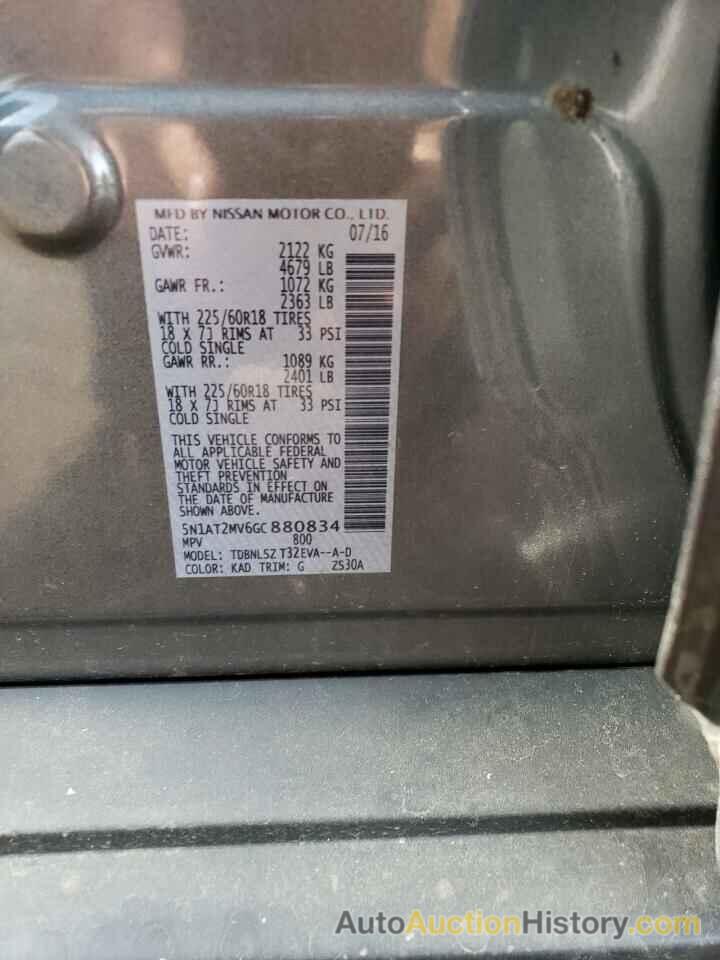 MFD BY NISSAN MOTOR CO., LTD.
DATE: 07/16
GVWR: 2122 KG
4679 LB
GAWR FR.: 1072 KG
2363 LB
WITH 225/60R18 TIRES
18 X 7J RIMS AT 33 PSI
COLD SINGLE
GAWR RR.: 1089 KG
2401 LB
WITH 225/60R18 TIRES
18 X 7J RIMS AT 33 PSI
COLD SINGLE
THIS VEHICLE CONFORMS TO
ALL APPLICABLE FEDERAL
MOTOR VEHICLE SAFETY AND
THEFT PREVENTION
STANDARDS IN EFFECT ON
THE DATE OF MANUFACTURE
SHOWN ABOVE.
5N1AT2MV6GC880834
MPV 800
MODEL: TDBNL5Z T32EVA--A-D
COLOR: KAD TRIM: G ZS30A
AutoAuctionHistory.com